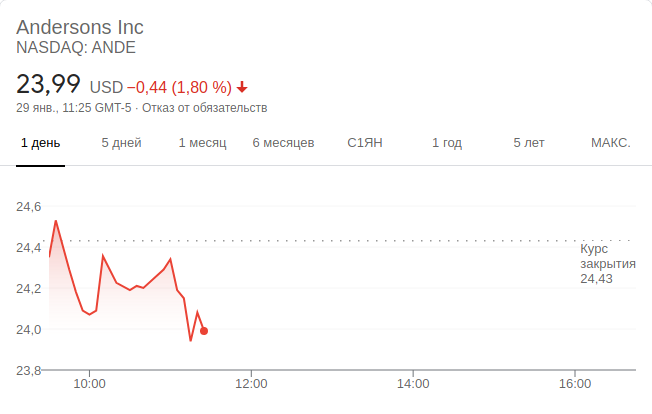 Andersons Inc
NASDAQ: ANDE
23,99 USD −0,44 (1,80 %)
29 янв., 11:25 GMT-5 · Отказ от обязательств
1 день 5 дней 1 месяц 6 месяцев С1ЯН 1 год 5 лет МАКС.
24,6
24,4
Курс
закрытия
24,43
24,2
24,0
23,8
10:00 12:00 14:00 16:00